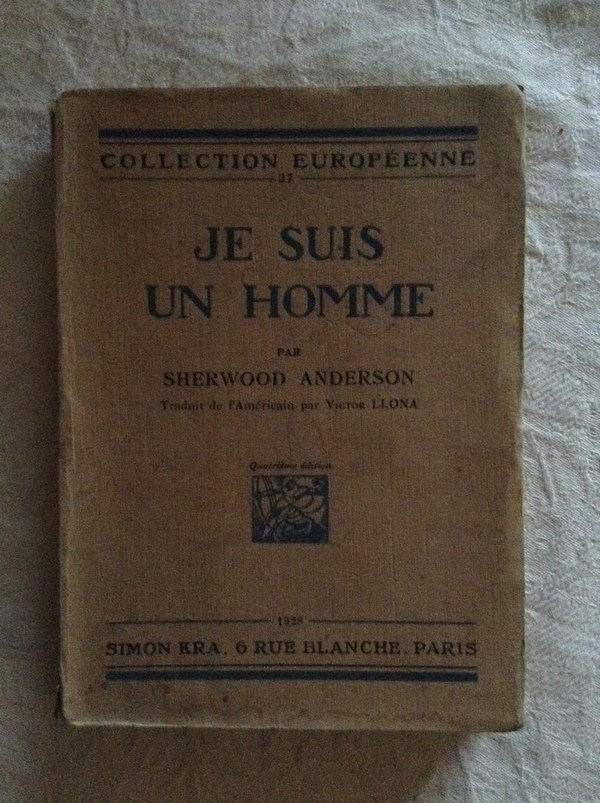 COLLECTION EUROPÉENNE
37
JE SUIS
UN HOMME
PAR
SHERWOOD ANDERSON
Traduit de l'Américain par Victor LLONA
Quatrième édition
1928
SIMON KRA, 6 RUE BLANCHE, PARIS